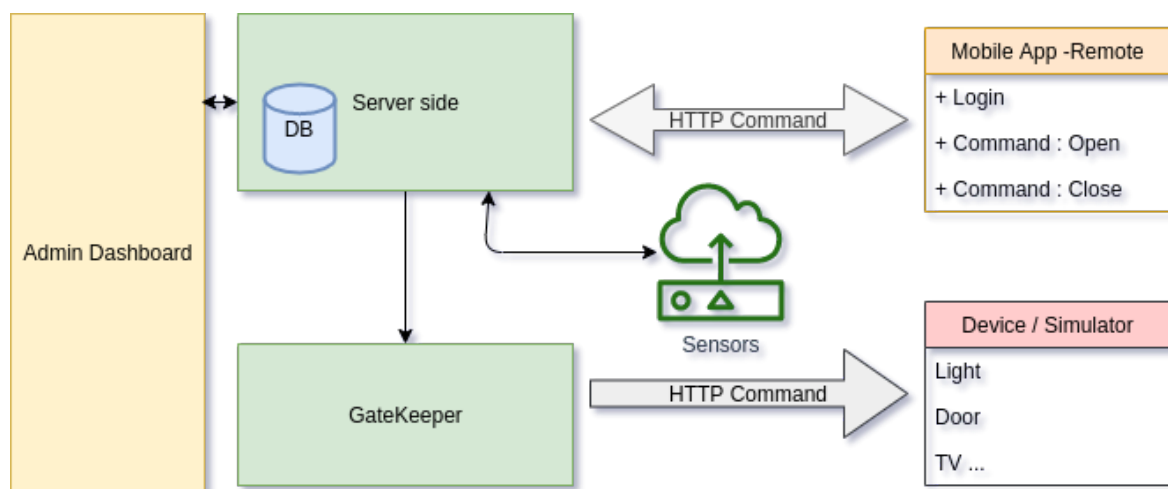 Mobile App -Remote
Server side
DB
HTTP Command
+ Login
+ Command : Open
+ Command : Close
Admin Dashboard
Sensors
Device / Simulator
GateKeeper
HTTP Command
Light
Door
TV ...